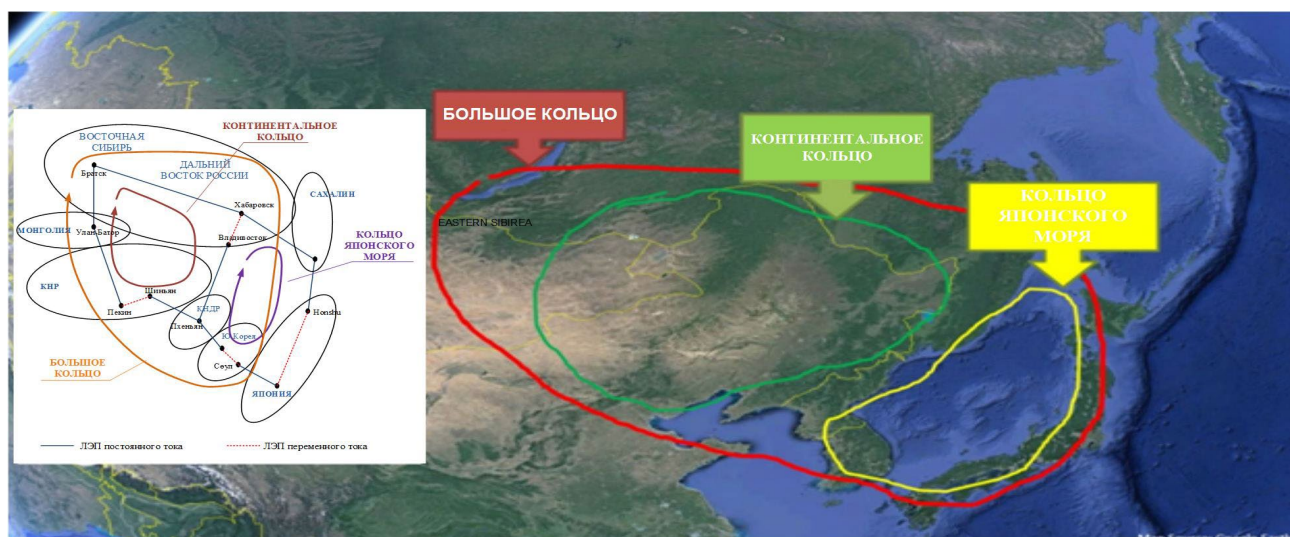 БОЛЬШОЕ КОЛЬЦО
КОНТИНЕНТАЛЬНОЕ
КОЛЬЦО
КОЛЬЦО
ЯПОНСКОГО
МОРЯ
EASTERN SIBIREA
ВОСТОЧНАЯ
СИБИРЬ
КОНТИНЕНТАЛЬНОЕ
КОЛЬЦО
ДАЛЬНИЙ
ВОСТОК РОССИИ
Братск
САХАЛИН
Хабаровск
МОНГОЛИЯ
Улан-Батор
Владивосток
КОЛЬЦО
ЯПОНСКОГО
МОРЯ
КНР
Шиньян
Пекин
КНДР
Пхеньян
Honshu
Ю.Корея
Сеул
БОЛЬШОЕ
КОЛЬЦО
ЯПОНИЯ
ЛЭП постоянного тока
ЛЭП переменного тока